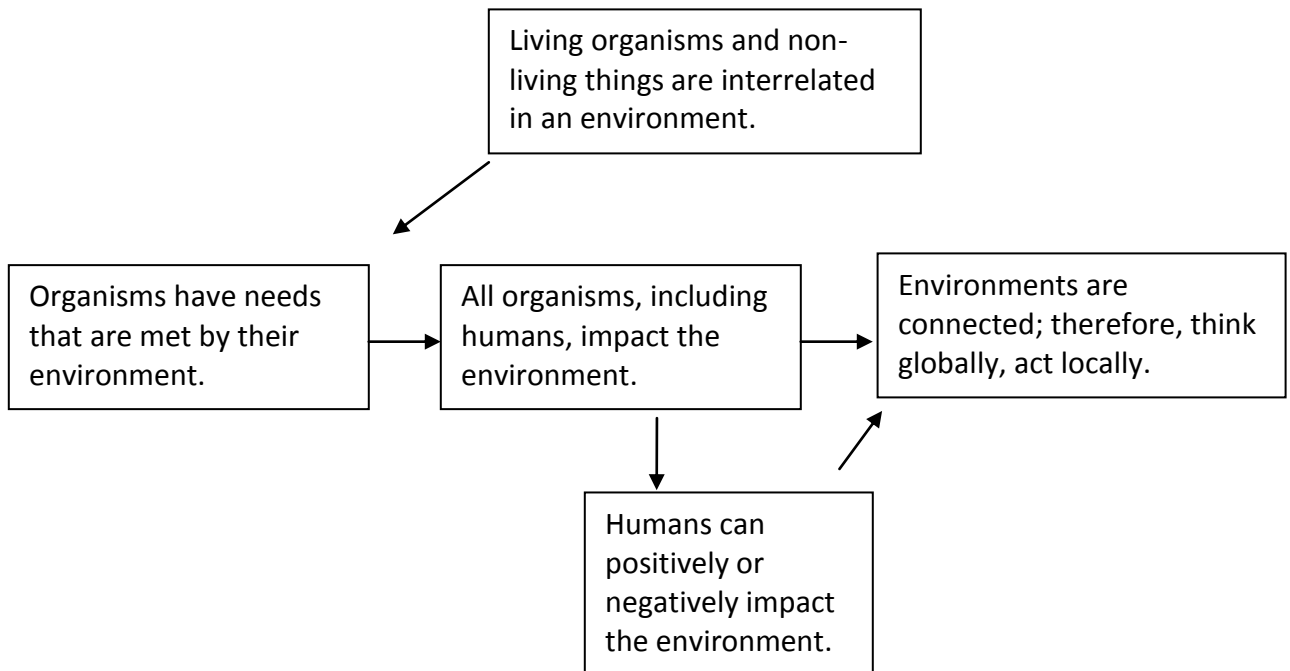 Living organisms and non-
living things are interrelated
in an environment.
Organisms have needs
that are met by their
environment.
All organisms, including
humans, impact the
environment.
Environments are
connected; therefore, think
globally, act locally.
Humans can
positively or
negatively impact
the environment.